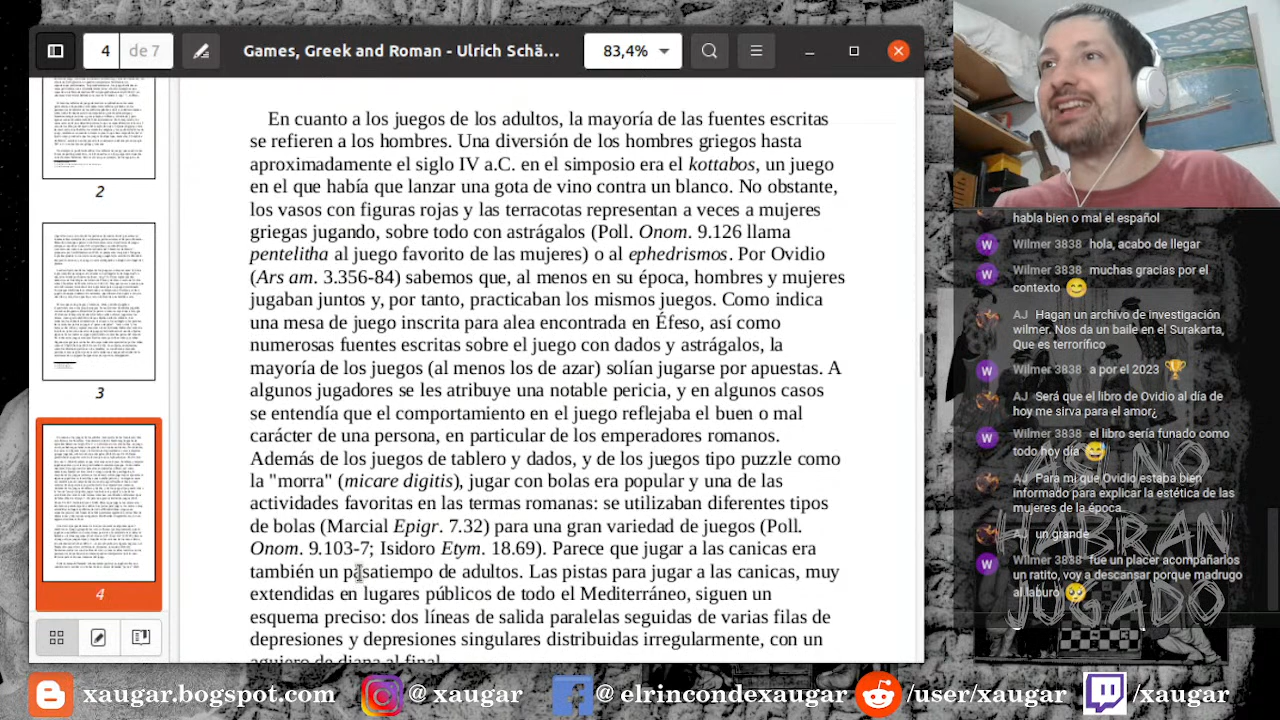 4
de 7
Games, Greek and Roman - Ulrich Schä...
83,4%
2
3
4
En cuanto a los juegos de los adultos, la mayoría de las fuentes escritas
se refieren a los hombres. Uno favorito de los hombres griegos hasta
aproximadamente el siglo IV a.C. en el simposio era el kottabos, un juego
en el que había que lanzar una gota de vino contra un blanco. No obstante,
los vasos con figuras rojas y las terracotas representan a veces a mujeres
griegas jugando, sobre todo con astrágalos (Poll. Onom. 9.126 llama
pentelitha al juego favorito de las mujeres) o al ephedrismos. Por Ovidio
jugaban juntos y, por tanto, practicaban los mismos juegos. Como indica
una mesa de juego inscrita para cinco encontrada en Éfeso, así como
numerosas fuentes escritas sobre el juego con dados y astrágalos, la
mayoría de los juegos (al menos los de azar) solían jugarse por apuestas. A
algunos jugadores se les atribuye una notable pericia, y en algunos casos
se entendía que el comportamiento en el juego reflejaba el buen o mal
carácter de una persona, en particular de los emperadores romanos.
Además de los juegos de tablero y dados, y de los juegos tipo puzzle como
la "morra" (micare digitis), jugar a las bolas era popular y una de las
actividades favoritas en las termas romanas: se utilizaban diferentes tipos
de bolas (Marcial Epigr. 7.32) para una gran variedad de juegos (Poll.
Onom. 9.103-7; Isidoro Etym. 18.69). Parece que jugar a las canicas era
también un pasatiempo de adultos. Las pistas para jugar a las canicas, muy
extendidas en lugares públicos de todo el Mediterráneo, siguen un
esquema preciso: dos líneas de salida paralelas seguidas de varias filas de
depresiones y depresiones singulares distribuidas irregularmente, con un
agujero de diana al final.
habla bien o mal el español
W Wilmer 3838 hola, acabo de llegar
W Wilmer 3838 muchas gracias por el
contexto
AJ Hagan un archivo de investigación
wilmer. Nos da un baile en el Surakarta,
Que es terrorífico
W Wilmer 3838 a por el 2023
AJ Será que el libro de Ovidio al día de
hoy me sirva para el amor¿
W Wilmer 3838 el libro sería funado como
todo hoy día
AJ Para mi que Ovidio estaba bien
informado para explicar la estética de las
mujeres de la época.
AJ un grande
W Wilmer 3838 fue un placer acompañarlos
un ratito, voy a descansar porque madrugo
al laburo
ASÍ NO
HABRÁN
JUGADO
xaugar.bogspot.com
@ xaugar
@ elrincondexaugar
/user/xaugar
/xaugar